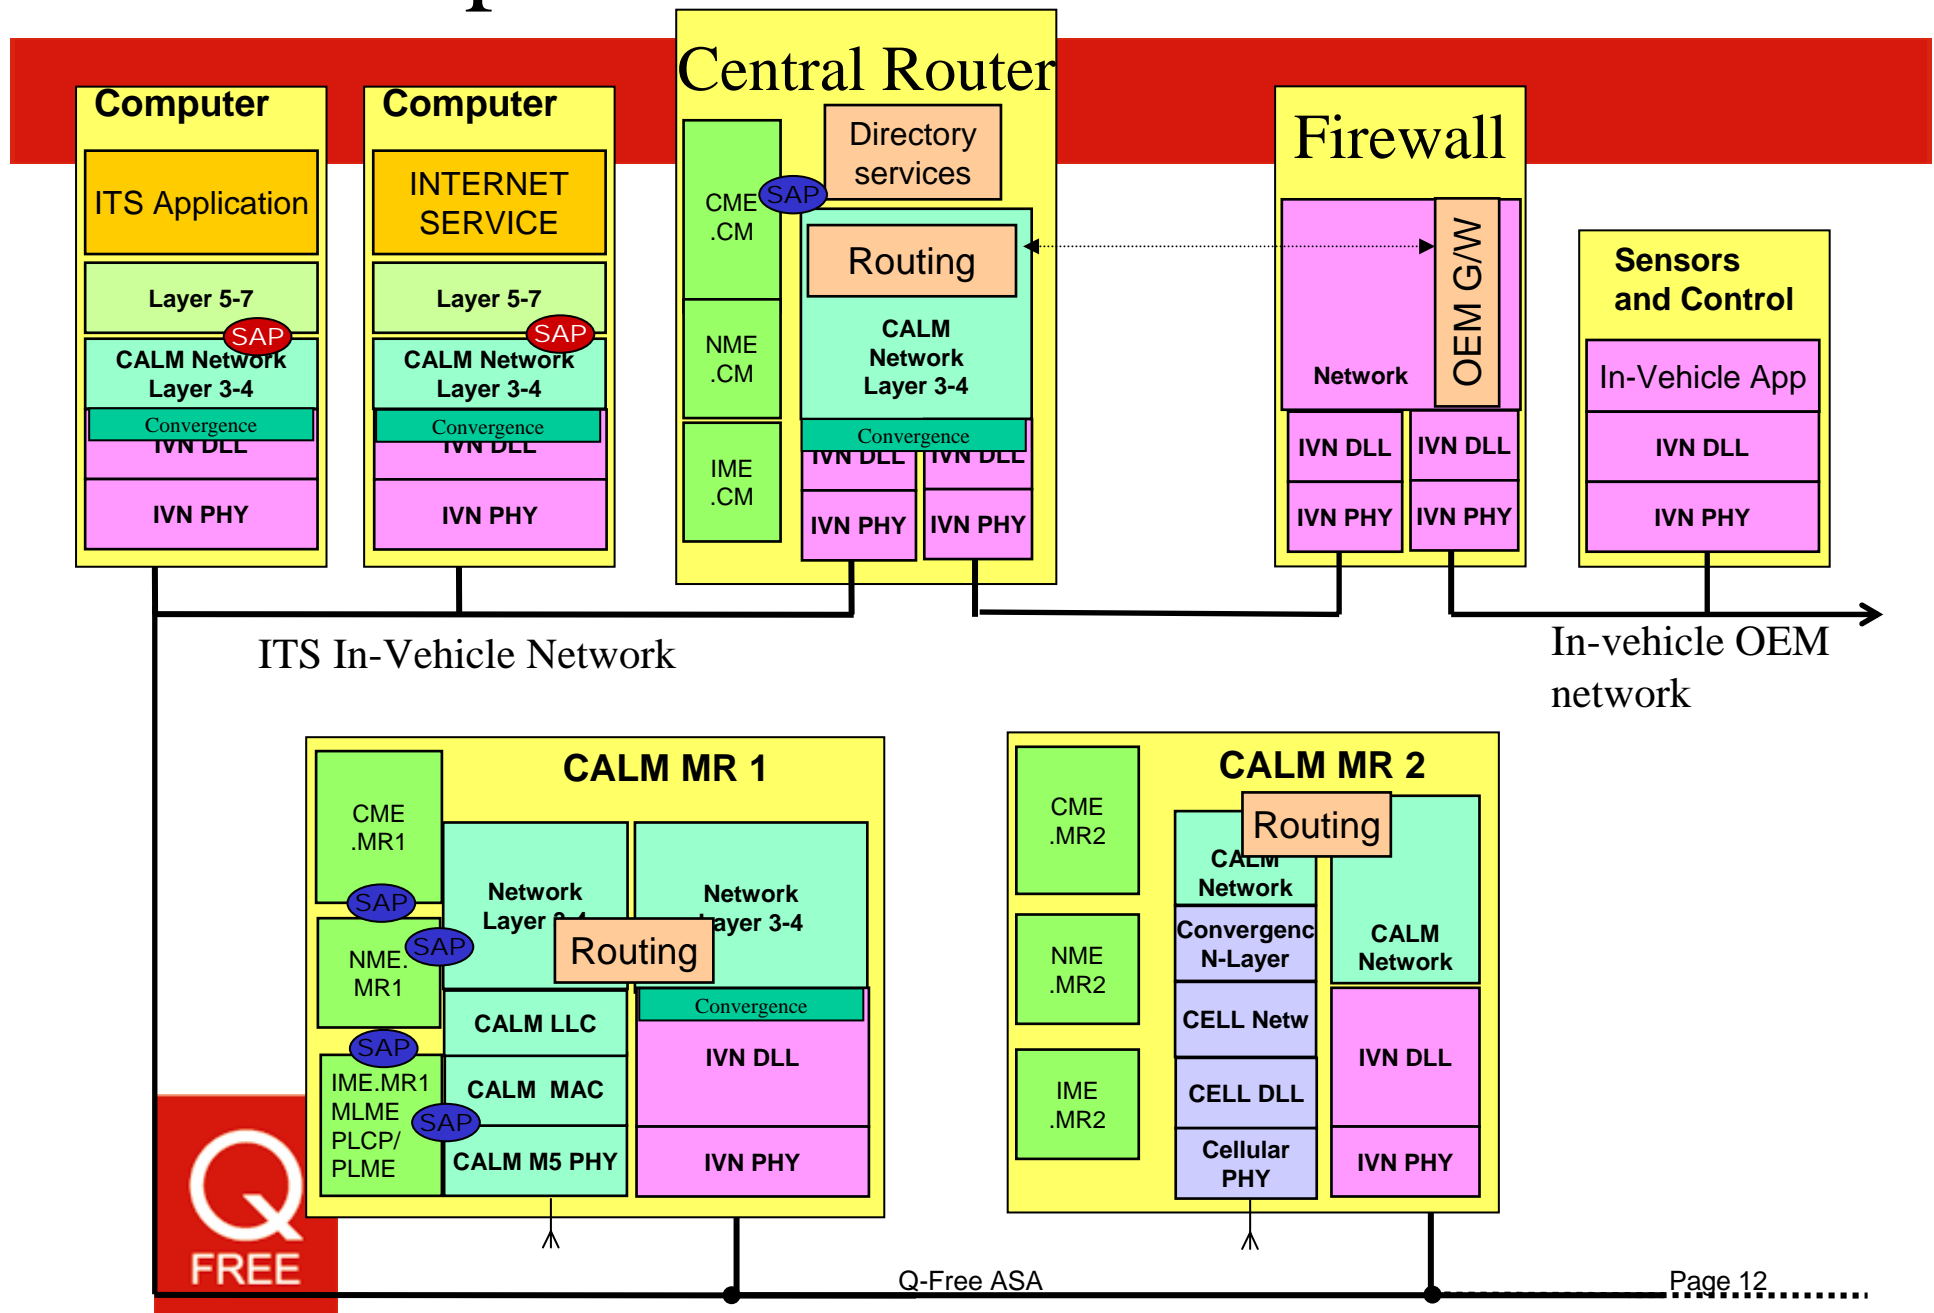 Central Router
Computer
Computer
Firewall
Directory
services
ITS Application
INTERNET
SERVICE
CME
.CM
SAP
Routing
OEM G/W
Sensors
and Control
Layer 5-7
Layer 5-7
SAP
SAP
CALM Network
Layer 3-4
CALM Network
Layer 3-4
NME
.CM
CALM
Network
Layer 3-4
Network
In-Vehicle App
Convergence
Convergence
Convergence
IVN DLL
IVN DLL
IME
.CM
IVN DLL
IVN DLL
IVN DLL
IVN DLL
IVN DLL
IVN PHY
IVN PHY
IVN PHY
IVN PHY
IVN PHY
IVN PHY
IVN PHY
ITS In-Vehicle Network
In-vehicle OEM
network
CALM MR 1
CME
.MR1
SAP
NME.
MR1
SAP
SAP
IME.MR1
MLME
PLCP/
PLME
SAP
Network
Layer 3-4
Network
Layer 3-4
Routing
CALM LLC
CALM MAC
CALM M5 PHY
Convergence
IVN DLL
IVN PHY
CALM MR 2
CME
.MR2
NME
.MR2
IME
.MR2
Routing
CALM
Network
Convergenc
N-Layer
CELL Netw
CELL DLL
Cellular
PHY
CALM
Network
IVN DLL
IVN PHY
Q
FREE
Q-Free ASA
Page 12